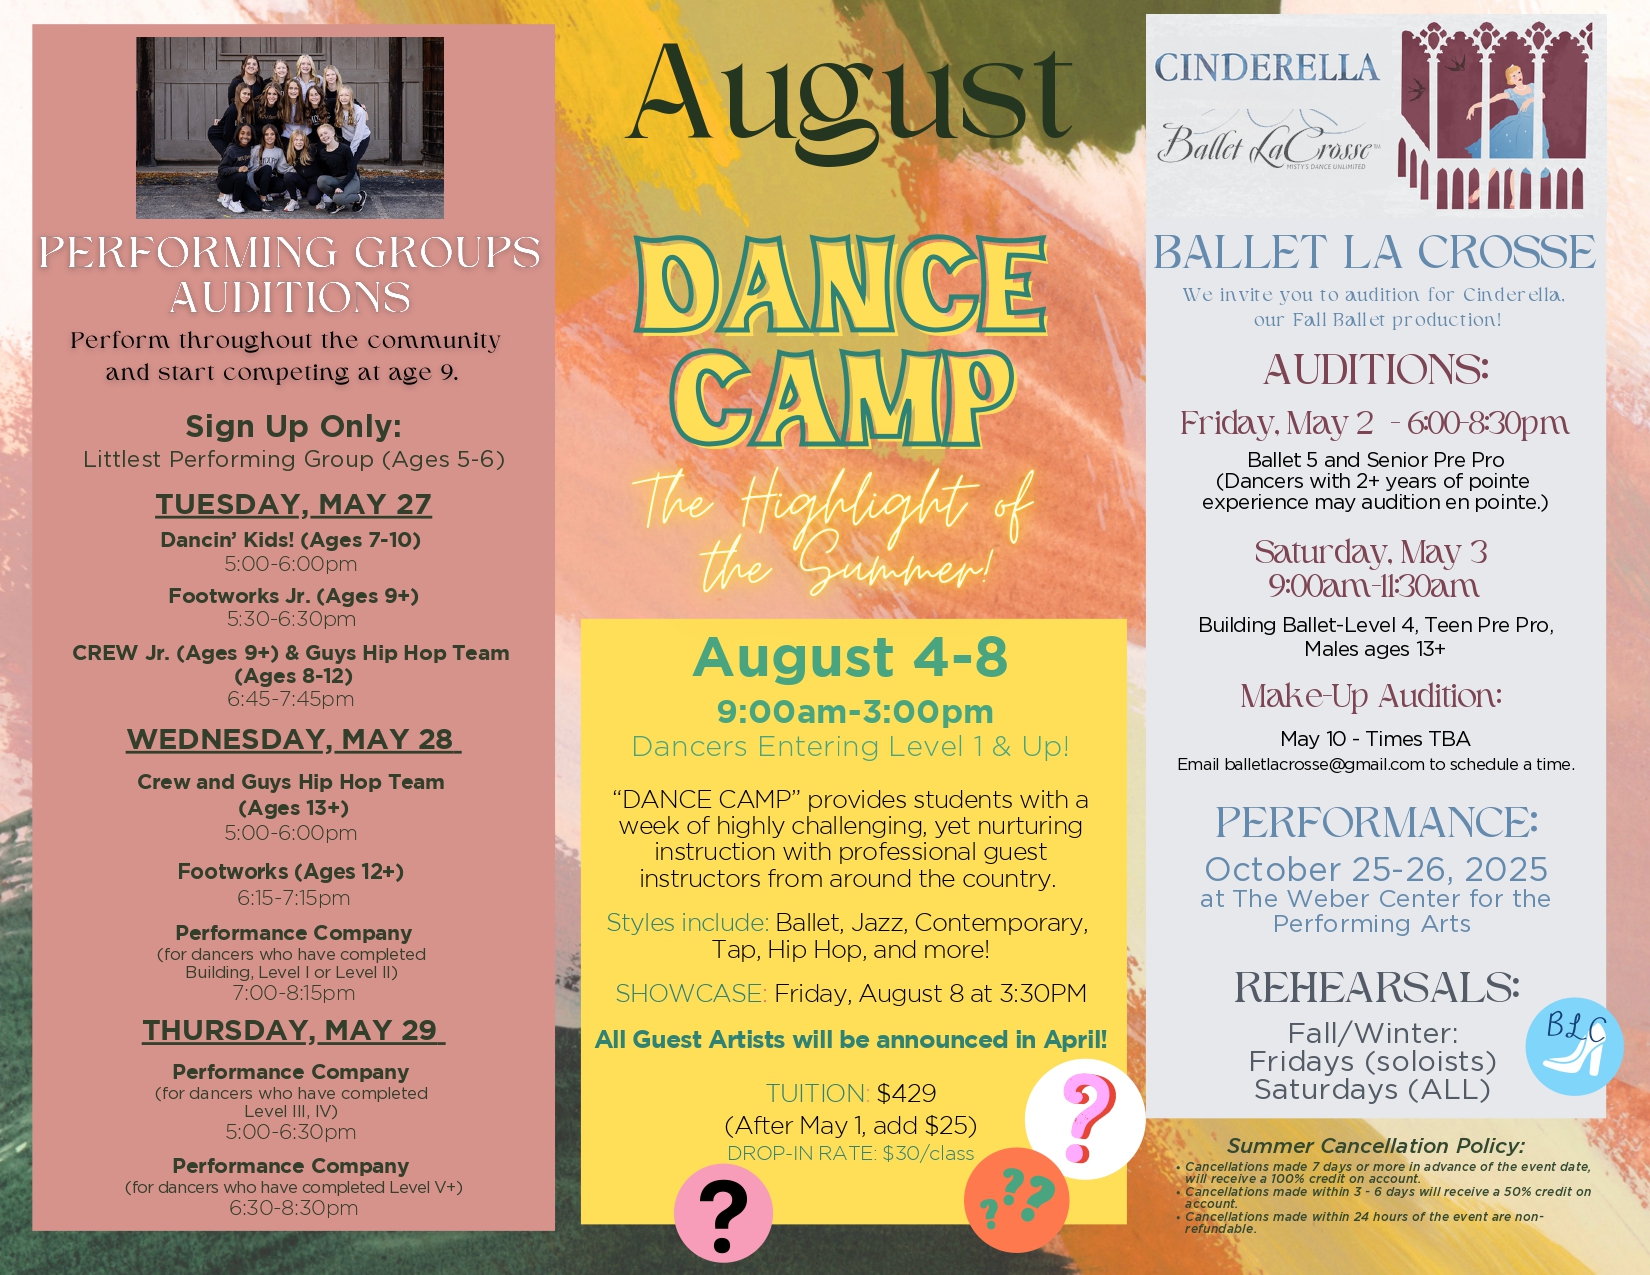 PERFORMING GROUPS
AUDITIONS
Perform throughout the community
and start competing at age 9.
Sign Up Only:
Littlest Performing Group (Ages 5-6)
TUESDAY, MAY 27
Dancin’ Kids! (Ages 7-10)
5:00-6:00pm
Footworks Jr. (Ages 9+)
5:30-6:30pm
CREW Jr. (Ages 9+) & Guys Hip Hop Team
(Ages 8-12)
6:45-7:45pm
WEDNESDAY, MAY 28
Crew and Guys Hip Hop Team
(Ages 13+)
5:00-6:00pm
Footworks (Ages 12+)
6:15-7:15pm
Performance Company
(for dancers who have completed
Building, Level I or Level II)
7:00-8:15pm
THURSDAY, MAY 29
Performance Company
(for dancers who have completed
Level III, IV)
5:00-6:30pm
Performance Company
(for dancers who have completed Level V+)
6:30-8:30pm
August
DANCE
CAMP
The Highlight of
the Summer!
August 4-8
9:00am-3:00pm
Dancers Entering Level 1 & Up!
“DANCE CAMP” provides students with a
week of highly challenging, yet nurturing
instruction with professional guest
instructors from around the country.
Styles include: Ballet, Jazz, Contemporary,
Tap, Hip Hop, and more!
SHOWCASE: Friday, August 8 at 3:30PM
All Guest Artists will be announced in April!
TUITION: $429
(After May 1, add $25)
DROP-IN RATE: $30/class
?
???
?
CINDERELLA
Ballet La Crosse™
MISTY'S DANCE UNLIMITED
BALLET LA CROSSE
We invite you to audition for Cinderella,
our Fall Ballet production!
AUDITIONS:
Friday, May 2 - 6:00-8:30pm
Ballet 5 and Senior Pre Pro
(Dancers with 2+ years of pointe
experience may audition en pointe.)
Saturday, May 3
9:00am-11:30am
Building Ballet-Level 4, Teen Pre Pro,
Males ages 13+
Make-Up Audition:
May 10 - Times TBA
Email balletlacrosse@gmail.com to schedule a time.
PERFORMANCE:
October 25-26, 2025
at The Weber Center for the
Performing Arts
REHEARSALS:
Fall/Winter:
Fridays (soloists)
Saturdays (ALL)
BLC
Summer Cancellation Policy:
• Cancellations made 7 days or more in advance of the event date,
will receive a 100% credit on account.
• Cancellations made within 3 - 6 days will receive a 50% credit on
account.
• Cancellations made within 24 hours of the event are non-
refundable.